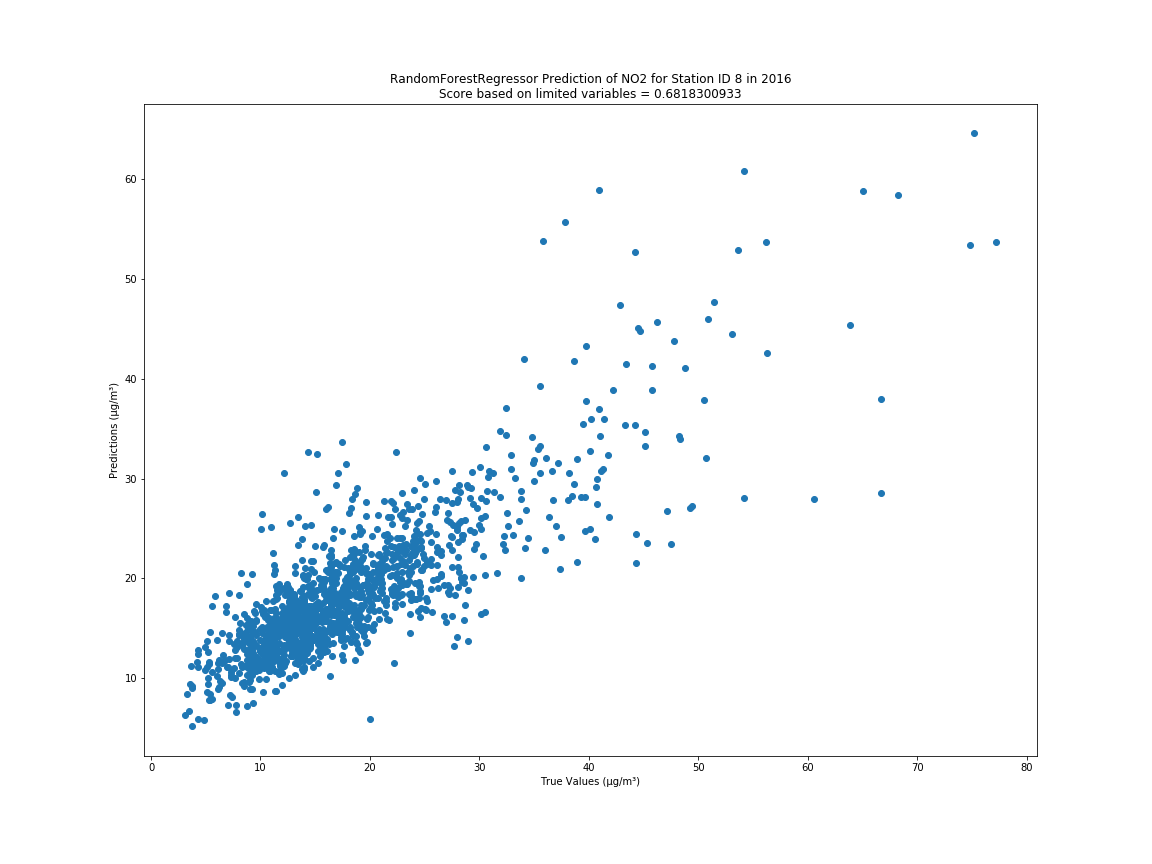 RandomForestRegressor Prediction of NO2 for Station ID 8 in 2016
Score based on limited variables = 0.6818300933
60
50
40
30
20
10
Predictions (µg/m³)
0 10 20 30 40 50 60 70 80
True Values (µg/m³)